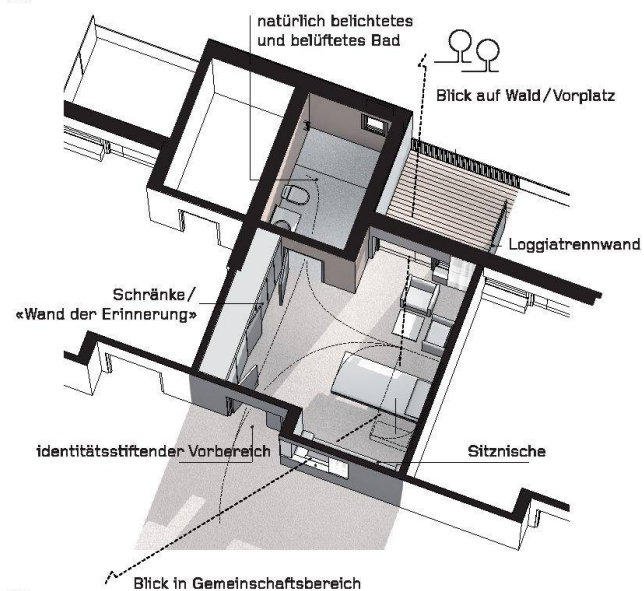 natürlich belichtetes
und belüftetes Bad
Blick auf Wald/Vorplatz
Loggiatrennwand
Schränke/
«Wand der Erinnerung»
identitätsstiftender Vorbereich
Sitznische
Blick in Gemeinschaftsbereich